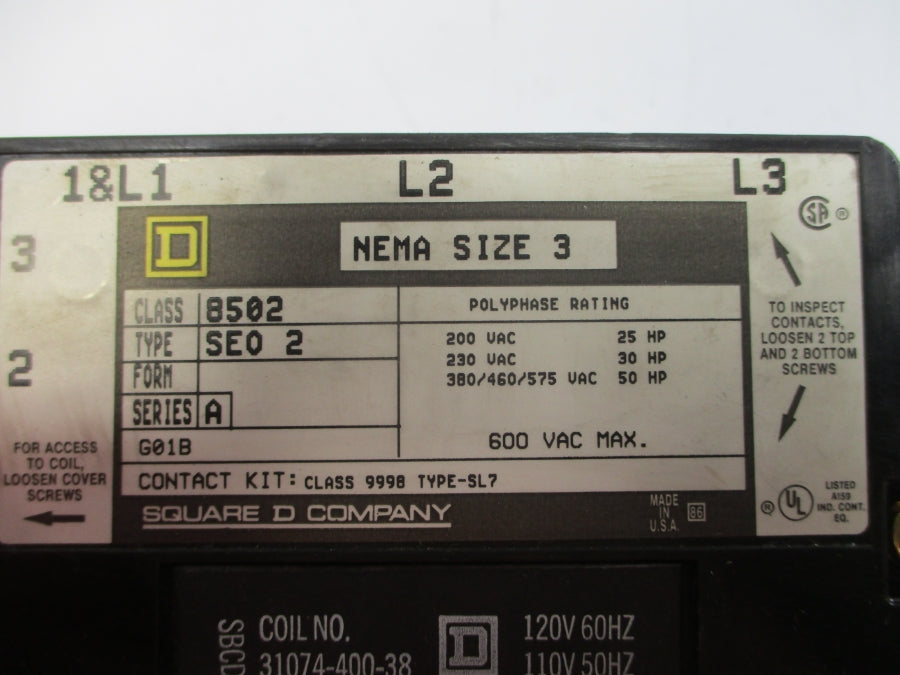 1&L1 L2 L3
3
2
D
NEMA SIZE 3
CLASS 8502
TYPE SEO 2
FORM
SERIES A
G01B
POLYPHASE RATING
200 VAC 25 HP
230 VAC 30 HP
380/460/575 VAC 50 HP
600 VAC MAX.
CONTACT KIT: CLASS 9998 TYPE-SL7
SQUARE D COMPANY
MADE
IN
U.S.A.
86
FOR ACCESS
TO COIL,
LOOSEN COVER
SCREWS
SA ®
TO INSPECT
CONTACTS,
LOOSEN 2 TOP
AND 2 BOTTOM
SCREWS
® UL
LISTED
A159
IND. CONT.
EQ.
SBCD
COIL NO.
31074-400-38
D
120V 60HZ
110V 50HZ